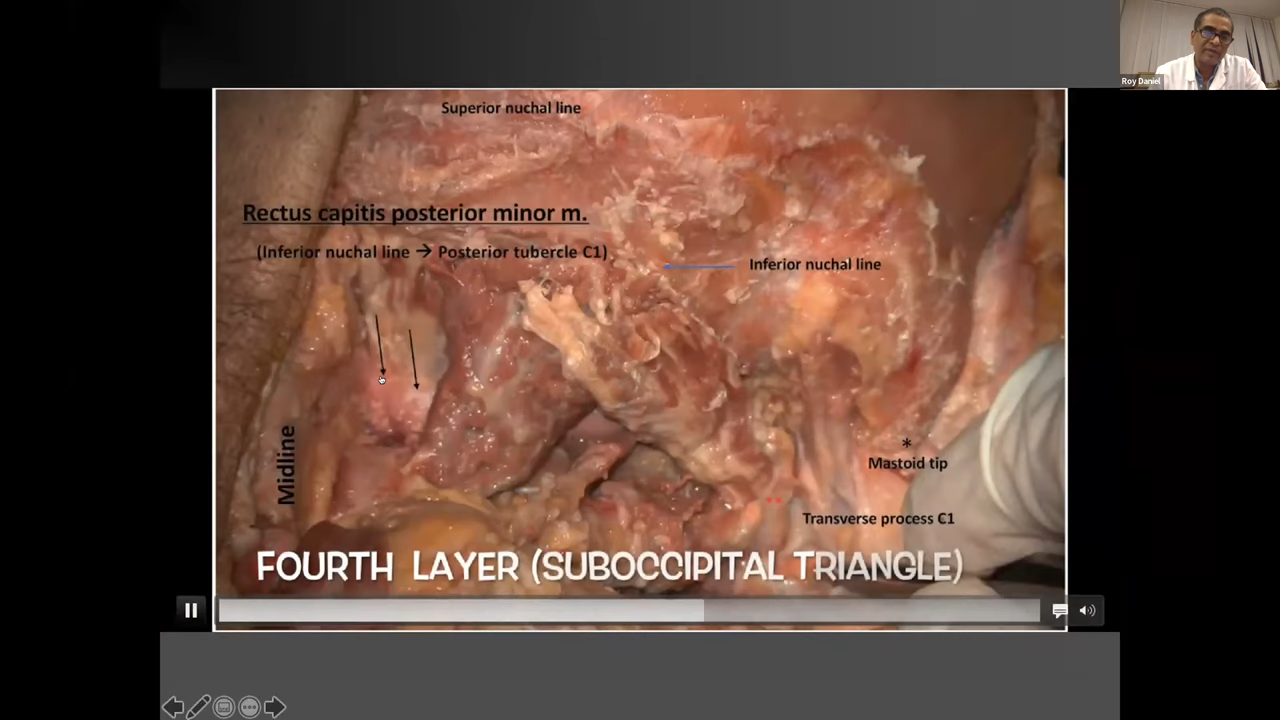 Roy Daniel
Superior nuchal line
Rectus capitis posterior minor m.
(Inferior nuchal line → Posterior tubercle C1)
Inferior nuchal line
Midline
*
Mastoid tip
**
Transverse process C1
FOURTH LAYER (SUBOCCIPITAL TRIANGLE)